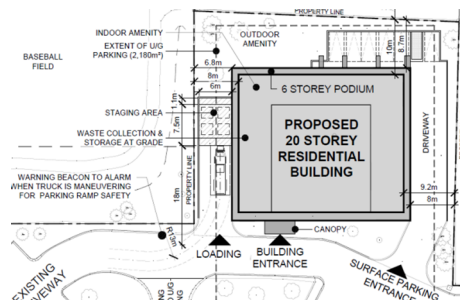 PROPERTY LINE
INDOOR AMENITY
EXTENT OF U/G
PARKING (2,180m²)
OUTDOOR
AMENITY
BASEBALL
FIELD
6.8m
8m
6m
10m
8.7m
6 STOREY PODIUM
1.1m
7.5m
STAGING AREA
WASTE COLLECTION &
STORAGE AT GRADE
PROPOSED
20 STOREY
RESIDENTIAL
BUILDING
DRIVEWAY
PROPERTY LINE
WARNING BEACON TO ALARM
WHEN TRUCK IS MANEUVERING
FOR PARKING RAMP SAFETY
18m
9.2m
8m
R13m
CANOPY
LOADING
BUILDING
ENTRANCE
SURFACE PARKING
ENTRANCE
EXISTING